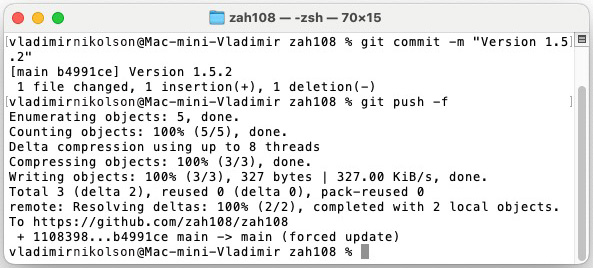 zah108 — -zsh — 70×15
[vladimirnikolson@Mac-mini-Vladimir zah108 % git commit -m "Version 1.5]
.2"
[main b4991ce] Version 1.5.2
 1 file changed, 1 insertion(+), 1 deletion(-)
[vladimirnikolson@Mac-mini-Vladimir zah108 % git push -f ]
Enumerating objects: 5, done.
Counting objects: 100% (5/5), done.
Delta compression using up to 8 threads
Compressing objects: 100% (3/3), done.
Writing objects: 100% (3/3), 327 bytes | 327.00 KiB/s, done.
Total 3 (delta 2), reused 0 (delta 0), pack-reused 0
remote: Resolving deltas: 100% (2/2), completed with 2 local objects.
To https://github.com/zah108/zah108
 + 1108398...b4991ce main -> main (forced update)
vladimirnikolson@Mac-mini-Vladimir zah108 %